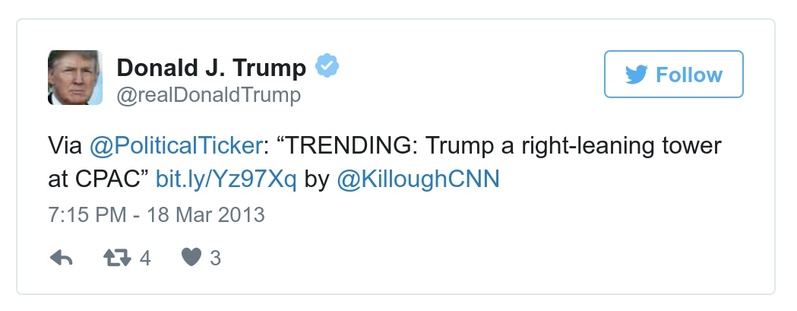 Donald J. Trump
@realDonaldTrump
Follow
Via @PoliticalTicker: “TRENDING: Trump a right-leaning tower
at CPAC” bit.ly/Yz97Xq by @KilloughCNN
7:15 PM - 18 Mar 2013
4 3